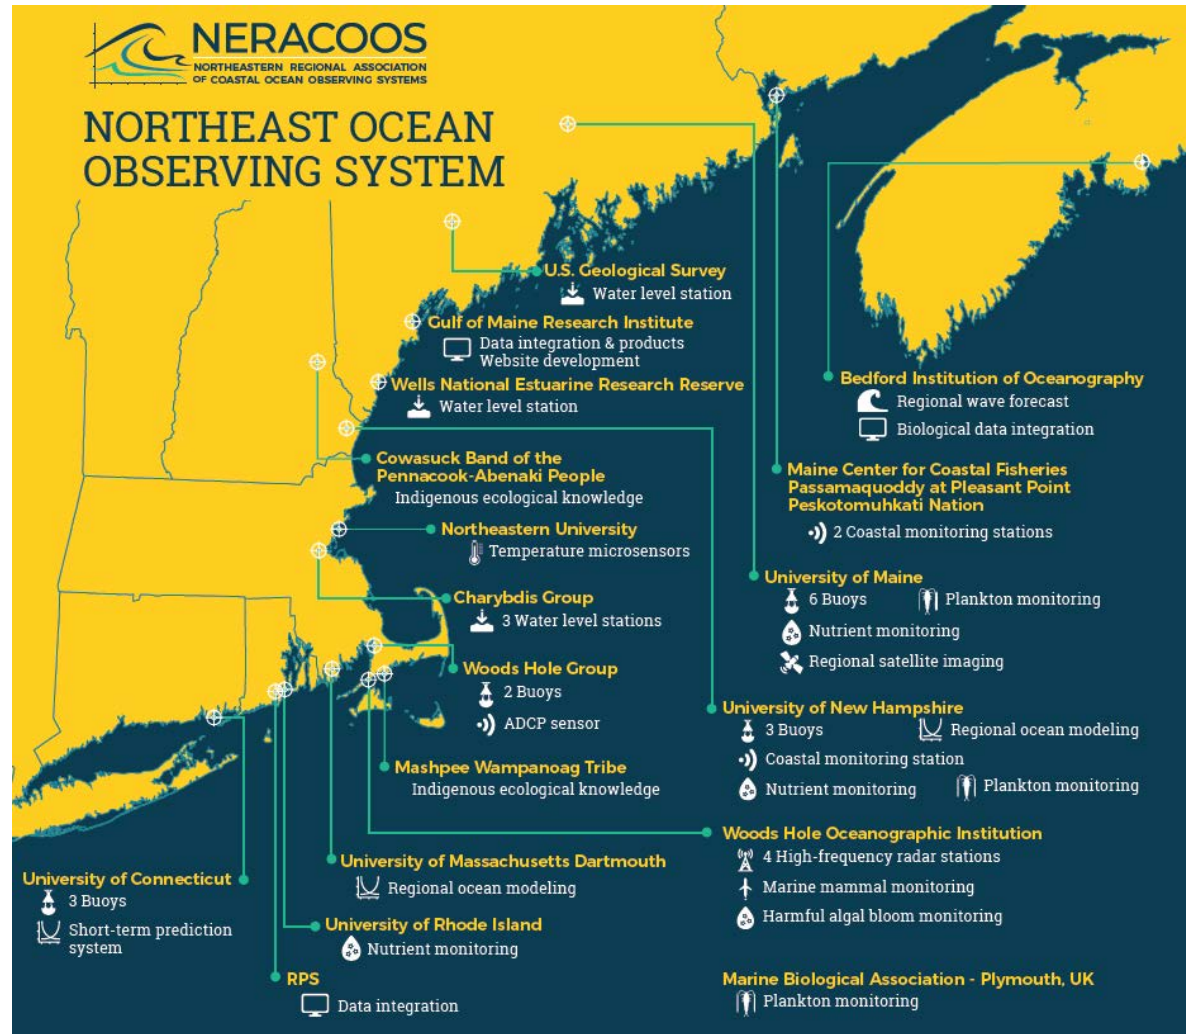 NERACOOS
NORTHEASTERN REGIONAL ASSOCIATION
OF COASTAL OCEAN OBSERVING SYSTEMS
NORTHEAST OCEAN
OBSERVING SYSTEM
U.S. Geological Survey
Water level station
Gulf of Maine Research Institute
Data integration & products
Website development
Wells National Estuarine Research Reserve
Water level station
Cowasuck Band of the
Pennacook-Abenaki People
Indigenous ecological knowledge
Northeastern University
Temperature microsensors
Charybdis Group
3 Water level stations
Woods Hole Group
2 Buoys
ADCP sensor
Mashpee Wampanoag Tribe
Indigenous ecological knowledge
University of Massachusetts Dartmouth
Regional ocean modeling
University of Connecticut
3 Buoys
Short-term prediction
system
University of Rhode Island
Nutrient monitoring
RPS
Data integration
Bedford Institution of Oceanography
Regional wave forecast
Biological data integration
Maine Center for Coastal Fisheries
Passamaquoddy at Pleasant Point
Peskotomuhkati Nation
2 Coastal monitoring stations
University of Maine
6 Buoys
Plankton monitoring
Nutrient monitoring
Regional satellite imaging
University of New Hampshire
3 Buoys
Regional ocean modeling
Coastal monitoring station
Nutrient monitoring
Plankton monitoring
Woods Hole Oceanographic Institution
4 High-frequency radar stations
Marine mammal monitoring
Harmful algal bloom monitoring
Marine Biological Association - Plymouth, UK
Plankton monitoring